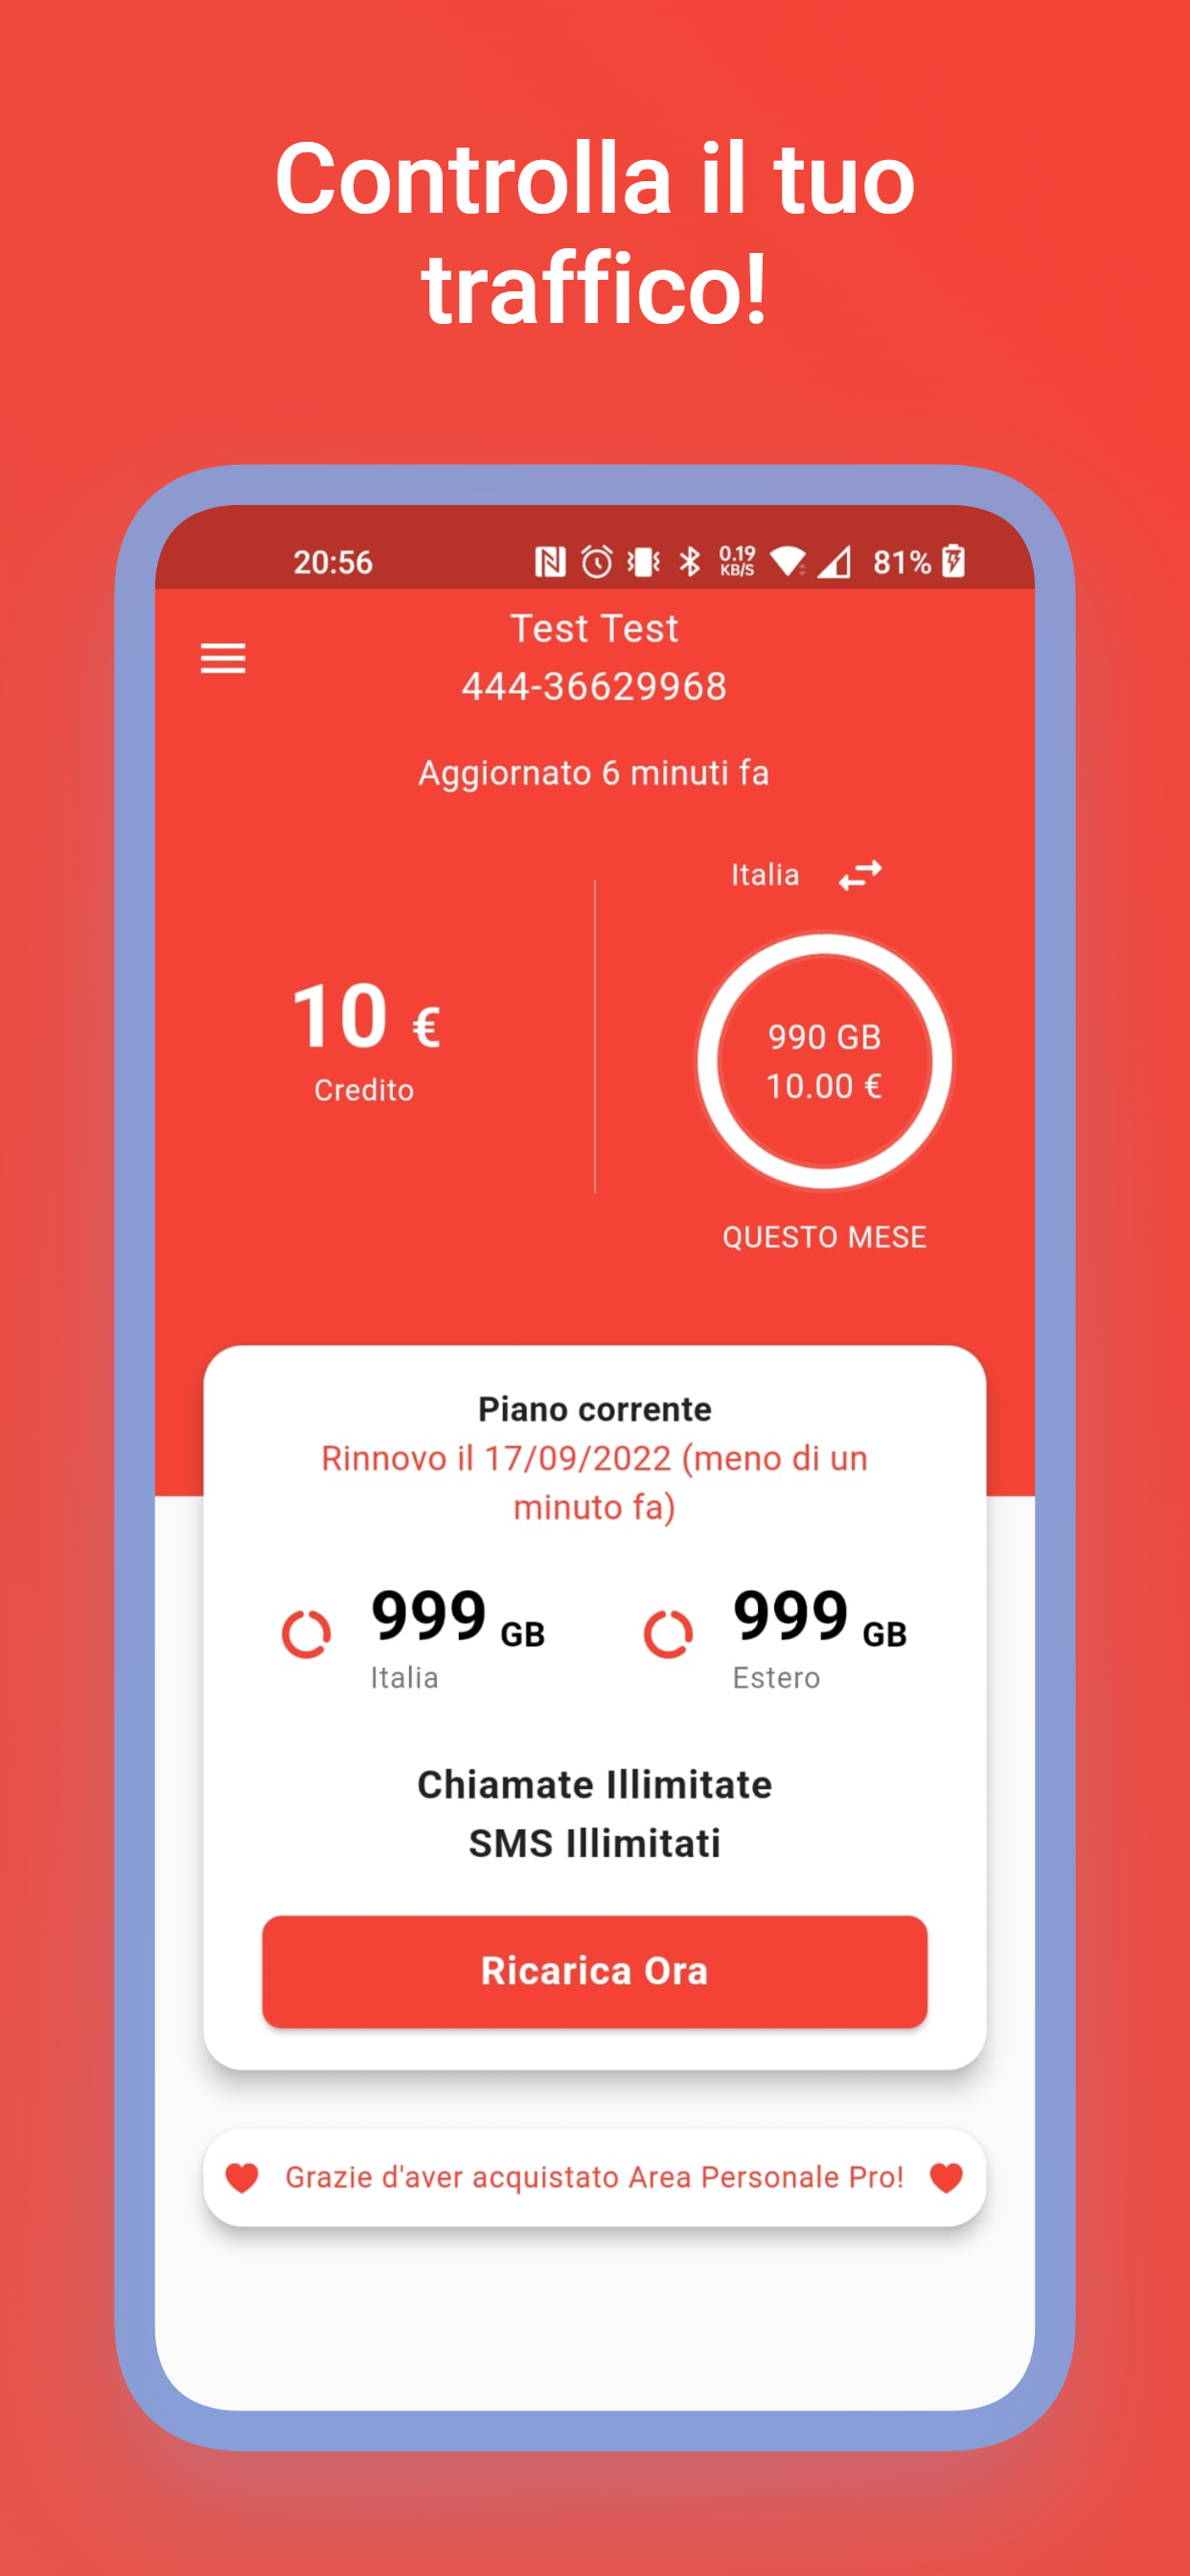 Controlla il tuo
traffico!
20:56
0.19
KB/S
81%
Test Test
444-36629968
Aggiornato 6 minuti fa
Italia
10 €
Credito
990 GB
10.00 €
QUESTO MESE
Piano corrente
Rinnovo il 17/09/2022 (meno di un
minuto fa)
999 GB
Italia
999 GB
Estero
Chiamate Illimitate
SMS Illimitati
Ricarica Ora
Grazie d'aver acquistato Area Personale Pro!